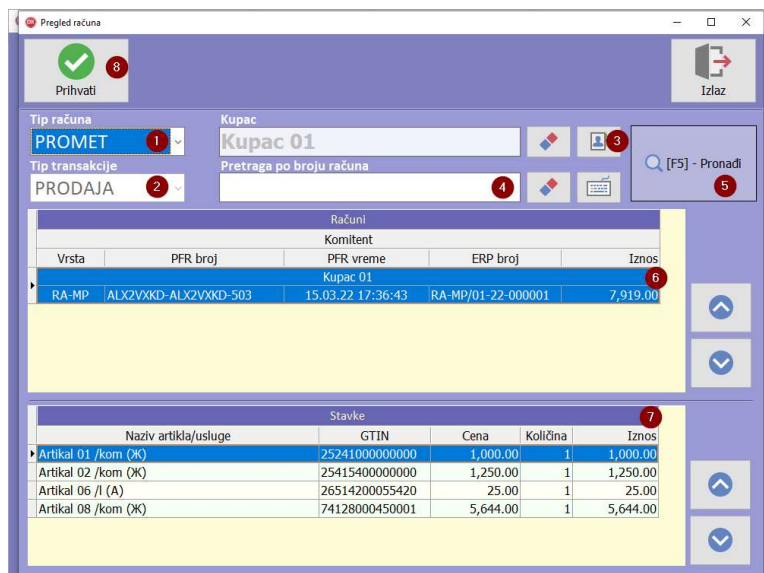 Pregled računa
Prihvati 8 Izlaz
Tip računa Kupac
PROMET 1 Kupac 01 3
[F5] - Pronađi 5
Tip transakcije Pretraga po broju računa
PRODAJA 2 4
Računi
Komitent
Vrsta PFR broj PFR vreme ERP broj Iznos
Kupac 01 6
RA-MP ALX2VXKD-ALX2VXKD-503 15.03.22 17:36:43 RA-MP/01-22-000001 7,919.00
Stavke 7
Naziv artikla/usluge GTIN Cena Količina Iznos
Artikal 01 /kom (Ж) 25241000000000 1,000.00 1 1,000.00
Artikal 02 /kom (Ж) 25415400000000 1,250.00 1 1,250.00
Artikal 06 /l (A) 26514200055420 25.00 1 25.00
Artikal 08 /kom (Ж) 74128000450001 5,644.00 1 5,644.00